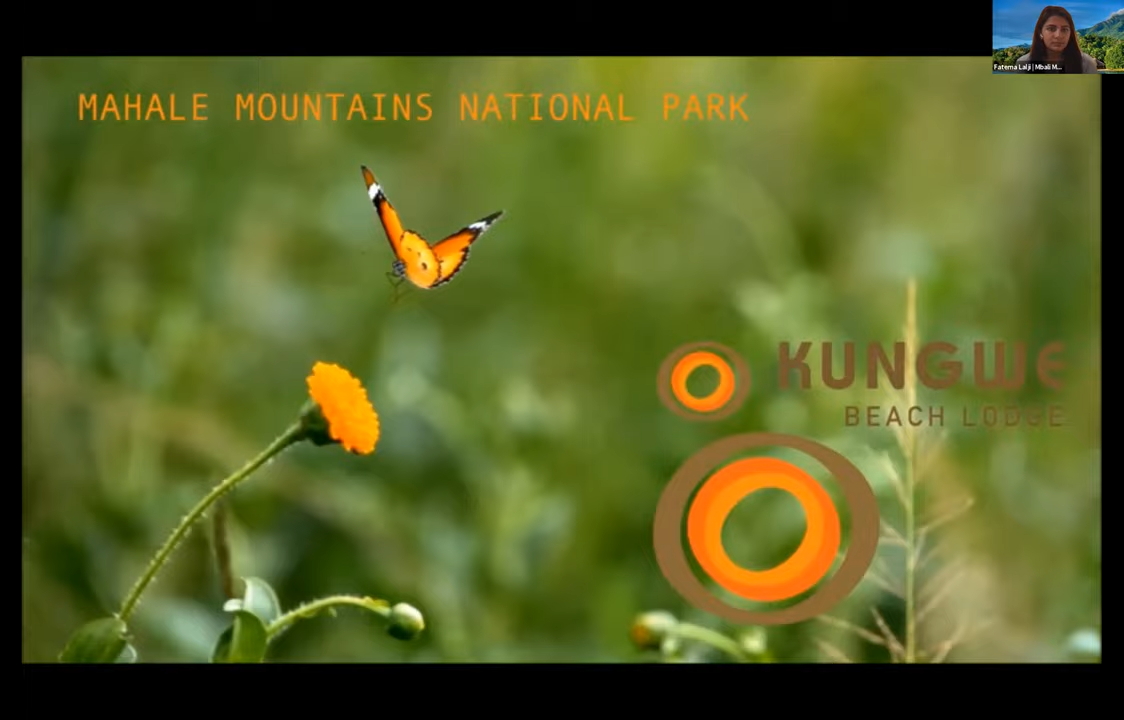 MAHALE MOUNTAINS NATIONAL PARK
Fatema Lalji | Mbali M...
KUNGWE
BEACH LODGE